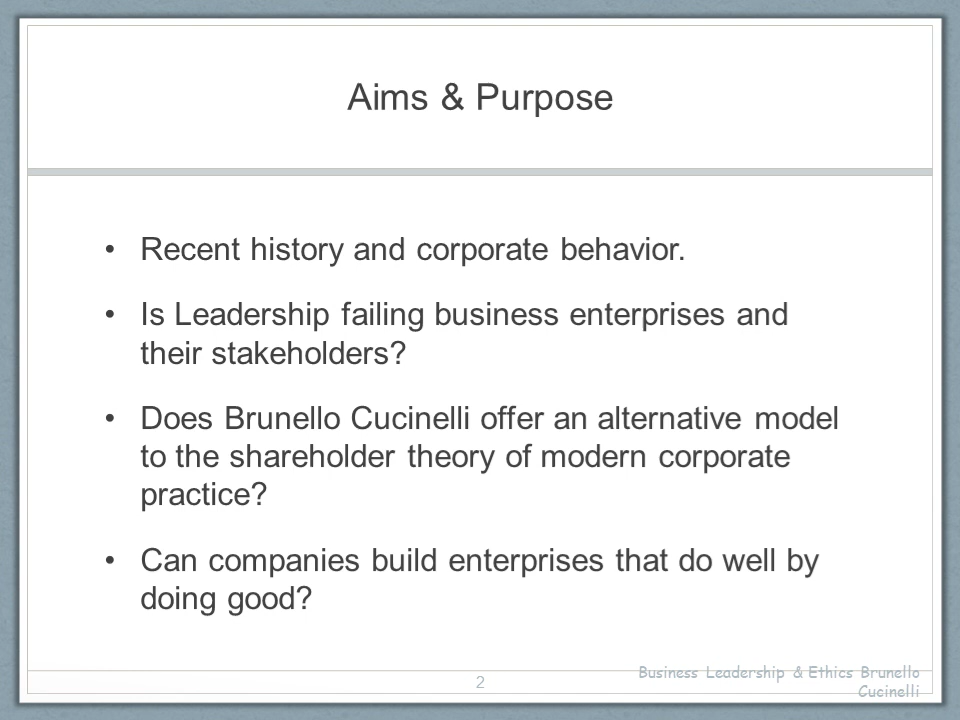 Aims & Purpose
• Recent history and corporate behavior.
• Is Leadership failing business enterprises and
their stakeholders?
• Does Brunello Cucinelli offer an alternative model
to the shareholder theory of modern corporate
practice?
• Can companies build enterprises that do well by
doing good?
2
Business Leadership & Ethics Brunello
Cucinelli